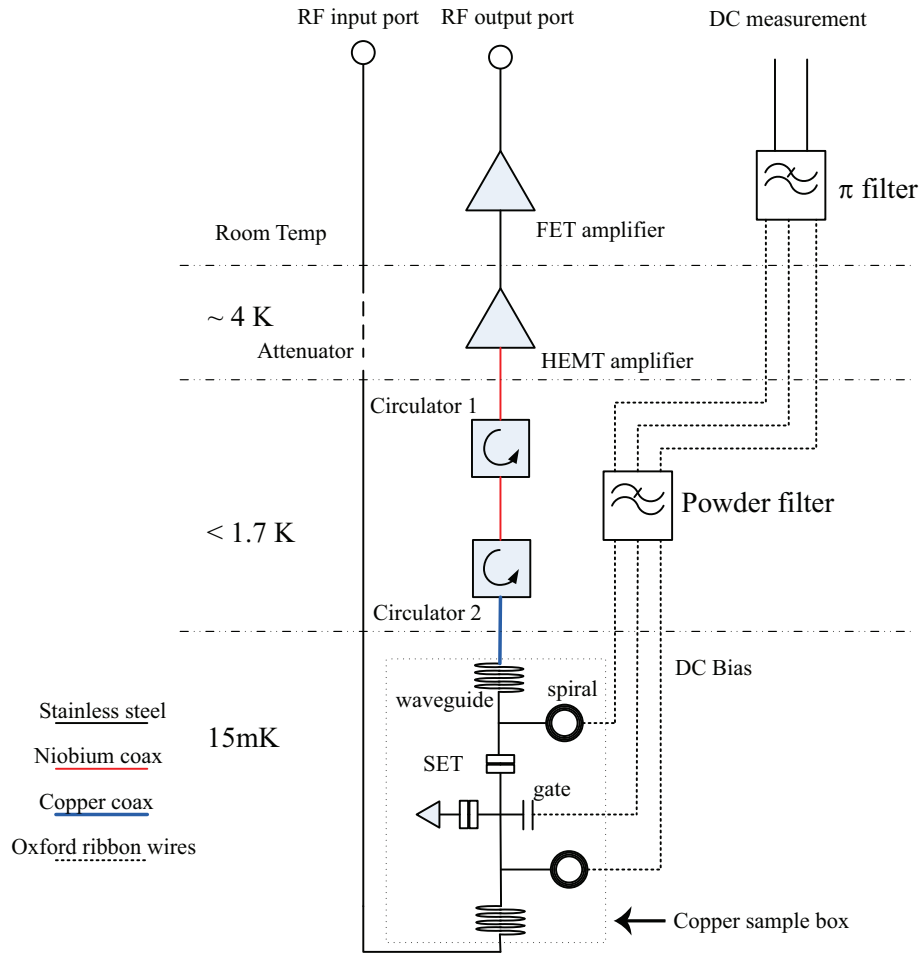 RF input port
RF output port
DC measurement
π filter
Room Temp
FET amplifier
~ 4 K
Attenuator
HEMT amplifier
Circulator 1
Powder filter
< 1.7 K
Circulator 2
DC Bias
waveguide
spiral
Stainless steel
15mK
Niobium coax
SET
gate
Copper coax
Oxford ribbon wires
Copper sample box